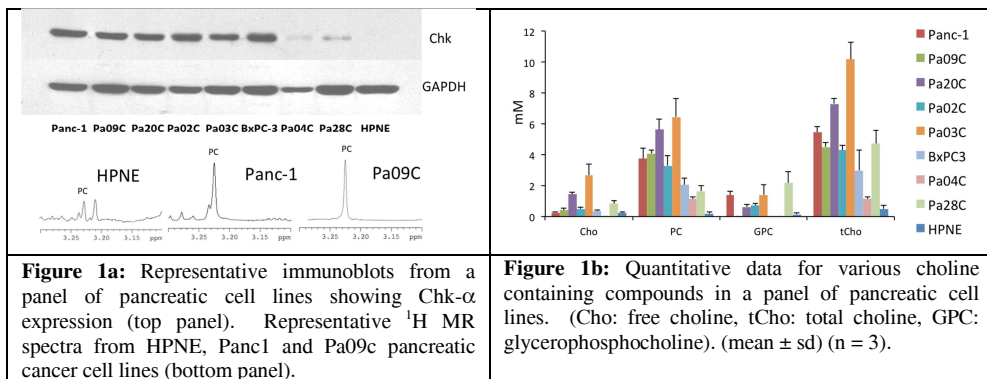 Chk
GAPDH
Panc-1 Pa09C Pa20C Pa02C Pa03C BxPC-3 Pa04C Pa28C HPNE
PC
HPNE
3.25 3.20 3.15 ppm
PC
Panc-1
3.25 3.20 3.15 ppm
PC
Pa09C
3.25 3.20 3.15 ppm
Figure 1a: Representative immunoblots from a
panel of pancreatic cell lines showing Chk-α
expression (top panel). Representative ¹H MR
spectra from HPNE, Panc1 and Pa09c pancreatic
cancer cell lines (bottom panel).
12
10
8
6
4
2
0
mM
Cho PC GPC tCho
Panc-1
Pa09C
Pa20C
Pa02C
Pa03C
BxPC3
Pa04C
Pa28C
HPNE
Figure 1b: Quantitative data for various choline
containing compounds in a panel of pancreatic cell
lines. (Cho: free choline, tCho: total choline, GPC:
glycerophosphocholine). (mean ± sd) (n = 3).